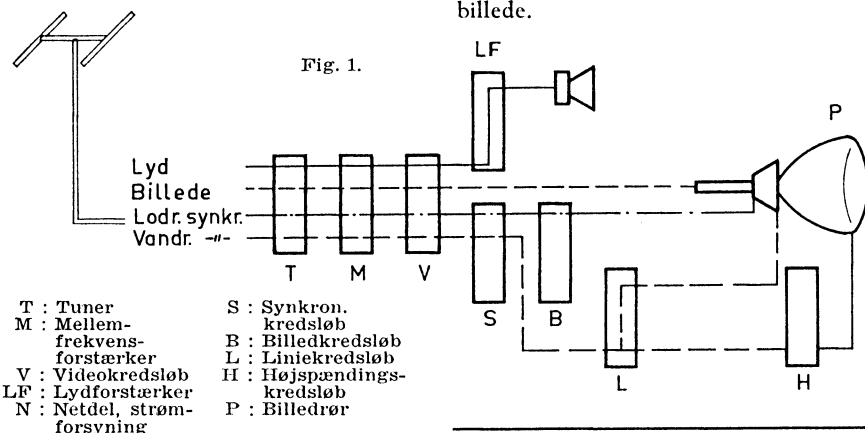 billede.
Fig. 1.
LF
P
Lyd
Billede
Lodr. synkr.
Vandr. -"-
T
M
V
S
B
L
H
T : Tuner
M : Mellem-
frekvens-
forstærker
V : Videokredsløb
LF : Lydforstærker
N : Netdel, strøm-
forsyning
S : Synkron.
kredsløb
B : Billedkredsløb
L : Liniekredsløb
H : Højspændings-
kredsløb
P : Billedrør